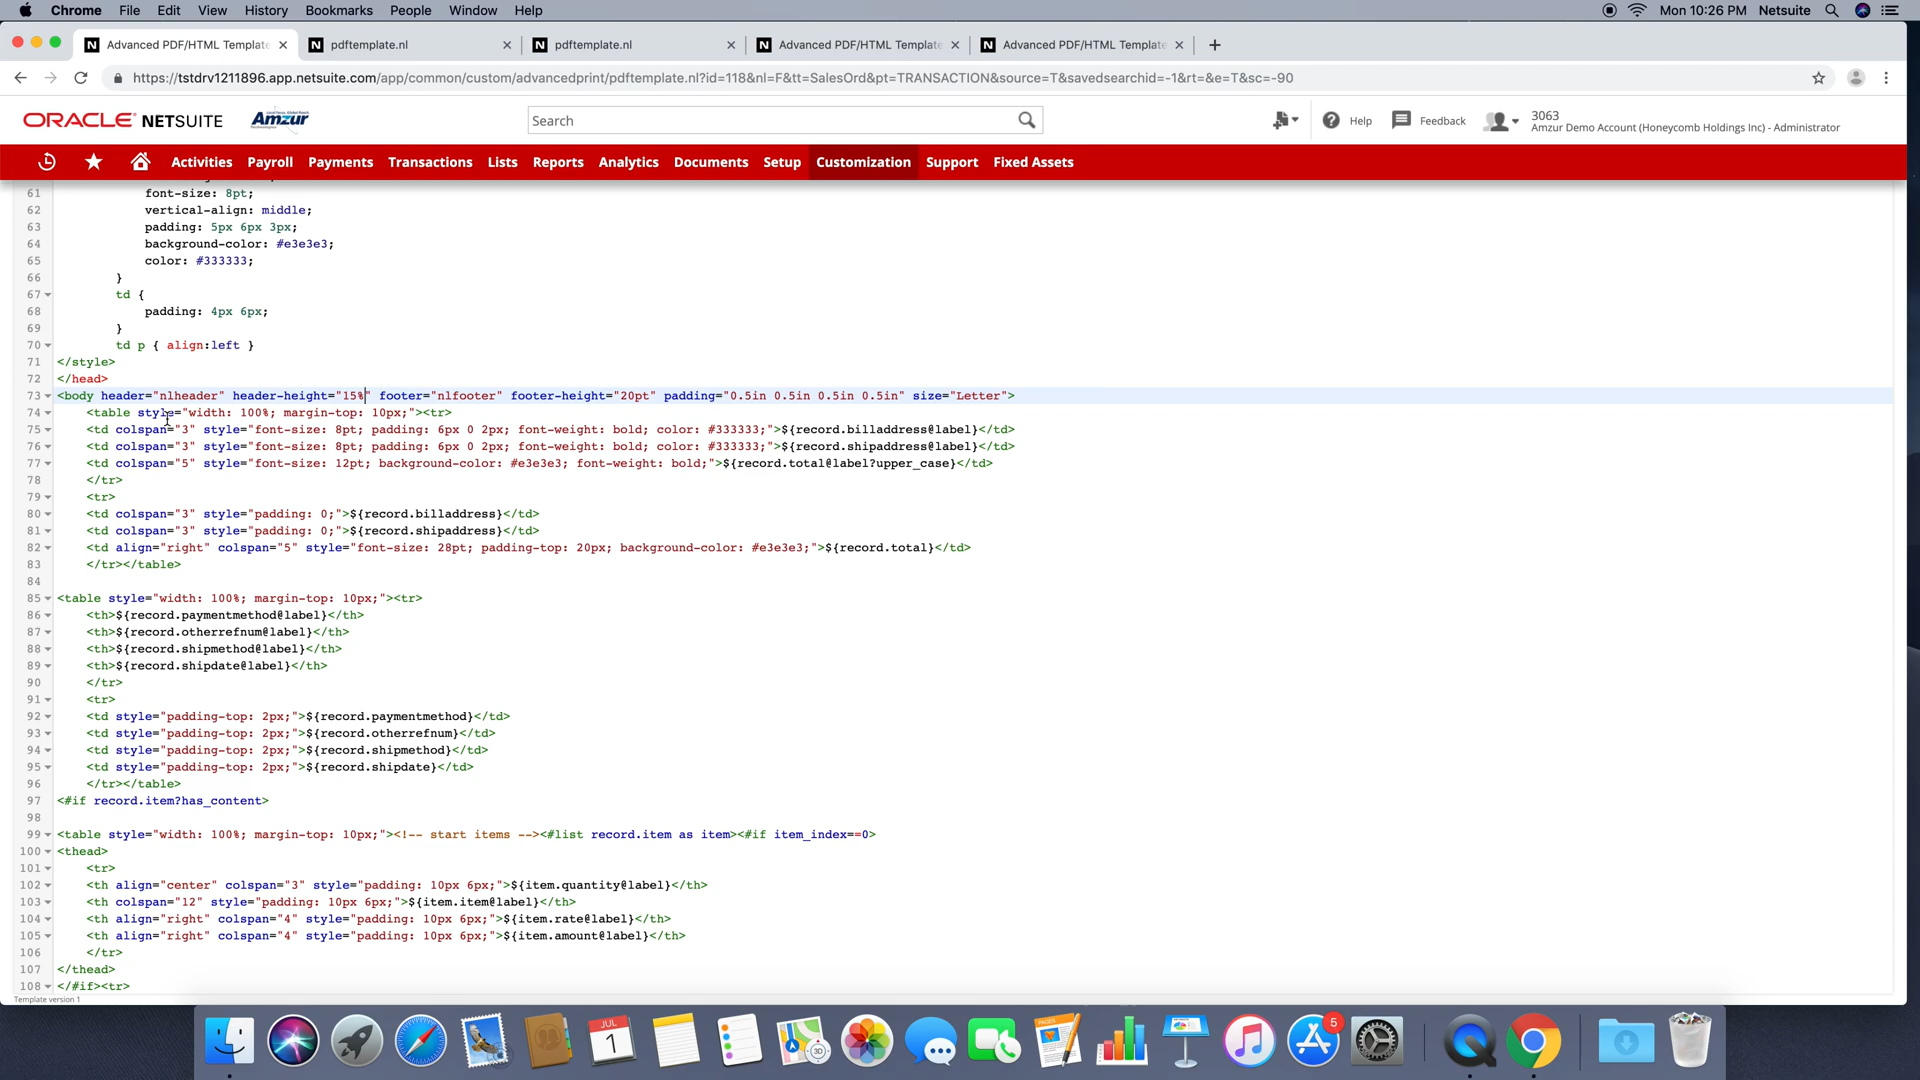 Chrome File Edit View History Bookmarks People Window Help Mon 10:26 PM Netsuite
Advanced PDF/HTML Template pdftemplate.nl pdftemplate.nl Advanced PDF/HTML Template Advanced PDF/HTML Template
https://tstdrv1211896.app.netsuite.com/app/common/custom/advancedprint/pdftemplate.nl?id=118&nl=F&tt=SalesOrd&pt=TRANSACTION&source=T&savedsearchid=-1&rt=&e=T&sc=-90
ORACLE NETSUITE Amzur Search Help Feedback 3063
Amzur Demo Account (Honeycomb Holdings Inc) - Administrator
Activities Payroll Payments Transactions Lists Reports Analytics Documents Setup Customization Support Fixed Assets
61 font-size: 8pt;
62 vertical-align: middle;
63 padding: 5px 6px 3px;
64 background-color: #e3e3e3;
65 color: #333333;
66 }
67 td {
68 padding: 4px 6px;
69 }
70 td p { align:left }
71 </style>
72 </head>
73 <body header="nlheader" header-height="15%" footer="nlfooter" footer-height="20pt" padding="0.5in 0.5in 0.5in 0.5in" size="Letter">
74 <table style="width: 100%; margin-top: 10px;"><tr>
75 <td colspan="3" style="font-size: 8pt; padding: 6px 0 2px; font-weight: bold; color: #333333;">${record.billaddress@label}</td>
76 <td colspan="3" style="font-size: 8pt; padding: 6px 0 2px; font-weight: bold; color: #333333;">${record.shipaddress@label}</td>
77 <td colspan="5" style="font-size: 12pt; background-color: #e3e3e3; font-weight: bold;">${record.total@label?upper_case}</td>
78 </tr>
79 <tr>
80 <td colspan="3" style="padding: 0;">${record.billaddress}</td>
81 <td colspan="3" style="padding: 0;">${record.shipaddress}</td>
82 <td align="right" colspan="5" style="font-size: 28pt; padding-top: 20px; background-color: #e3e3e3;">${record.total}</td>
83 </tr></table>
84
85 <table style="width: 100%; margin-top: 10px;"><tr>
86 <th>${record.paymentmethod@label}</th>
87 <th>${record.otherrefnum@label}</th>
88 <th>${record.shipmethod@label}</th>
89 <th>${record.shipdate@label}</th>
90 </tr>
91 <tr>
92 <td style="padding-top: 2px;">${record.paymentmethod}</td>
93 <td style="padding-top: 2px;">${record.otherrefnum}</td>
94 <td style="padding-top: 2px;">${record.shipmethod}</td>
95 <td style="padding-top: 2px;">${record.shipdate}</td>
96 </tr></table>
97 <#if record.item?has_content>
98
99 <table style="width: 100%; margin-top: 10px;"><!-- start items --><#list record.item as item><#if item_index==0>
100 <thead>
101 <tr>
102 <th align="center" colspan="3" style="padding: 10px 6px;">${item.quantity@label}</th>
103 <th colspan="12" style="padding: 10px 6px;">${item.item@label}</th>
104 <th align="right" colspan="4" style="padding: 10px 6px;">${item.rate@label}</th>
105 <th align="right" colspan="4" style="padding: 10px 6px;">${item.amount@label}</th>
106 </tr>
107 </thead>
108 </#if><tr>
Template version 1
JUL
1
3D
5